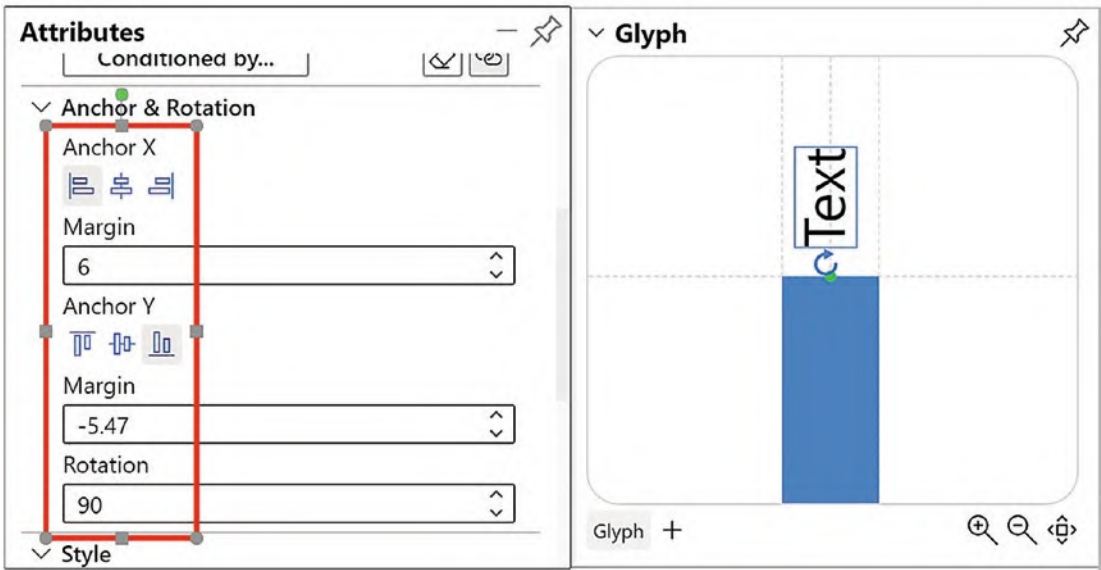 Attributes
Conditioned by...
Anchor & Rotation
Anchor X
Margin
6
Anchor Y
Margin
-5.47
Rotation
90
Style
Glyph
Text
Glyph +